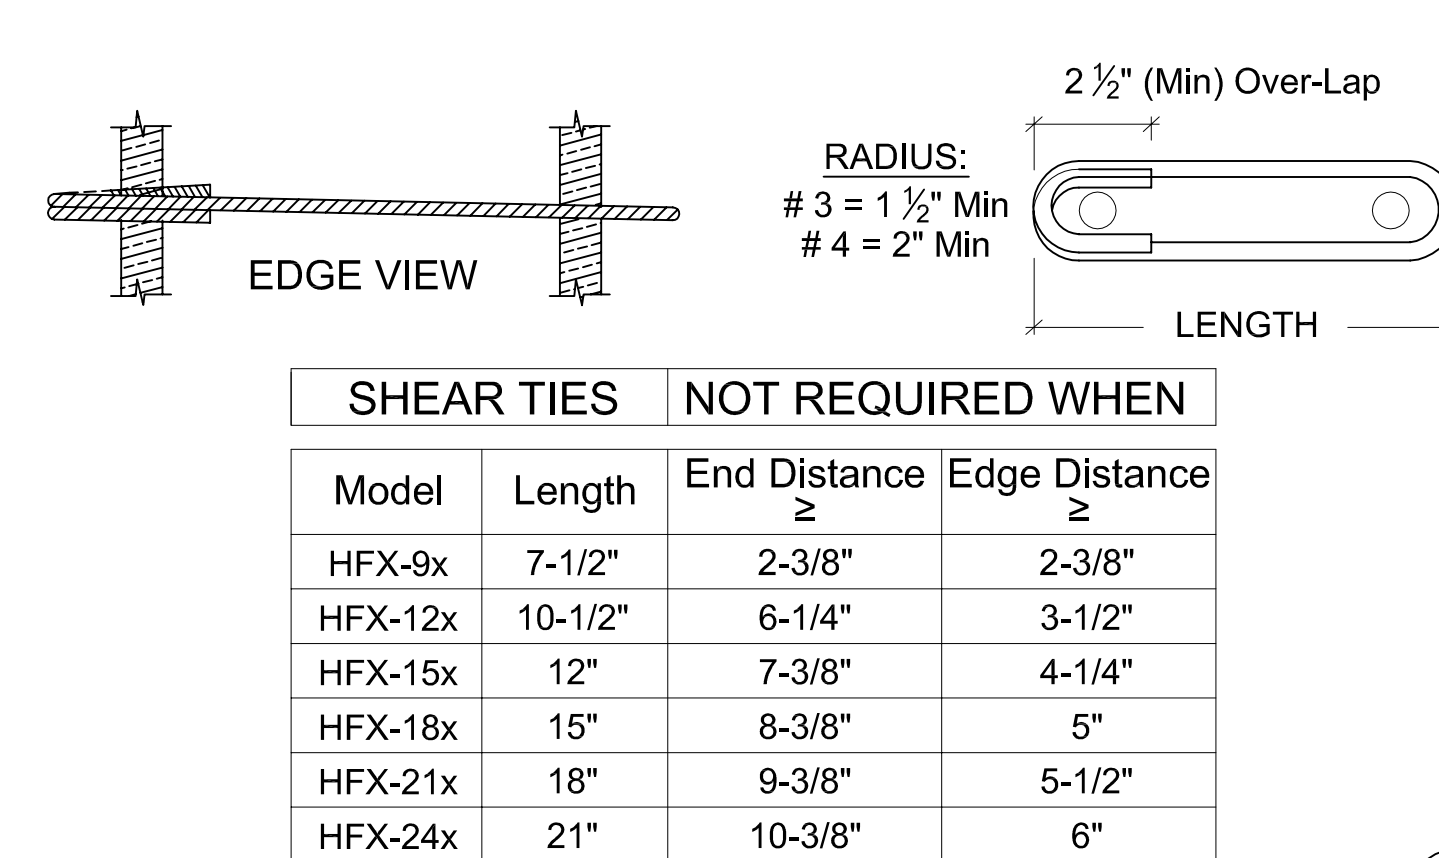 2 ½" (Min) Over-Lap
RADIUS:
# 3 = 1 ½" Min
# 4 = 2" Min
EDGE VIEW
LENGTH
SHEAR TIES NOT REQUIRED WHEN
Model Length End Distance ≥ Edge Distance ≥
HFX-9x 7-1/2" 2-3/8" 2-3/8"
HFX-12x 10-1/2" 6-1/4" 3-1/2"
HFX-15x 12" 7-3/8" 4-1/4"
HFX-18x 15" 8-3/8" 5"
HFX-21x 18" 9-3/8" 5-1/2"
HFX-24x 21" 10-3/8" 6"